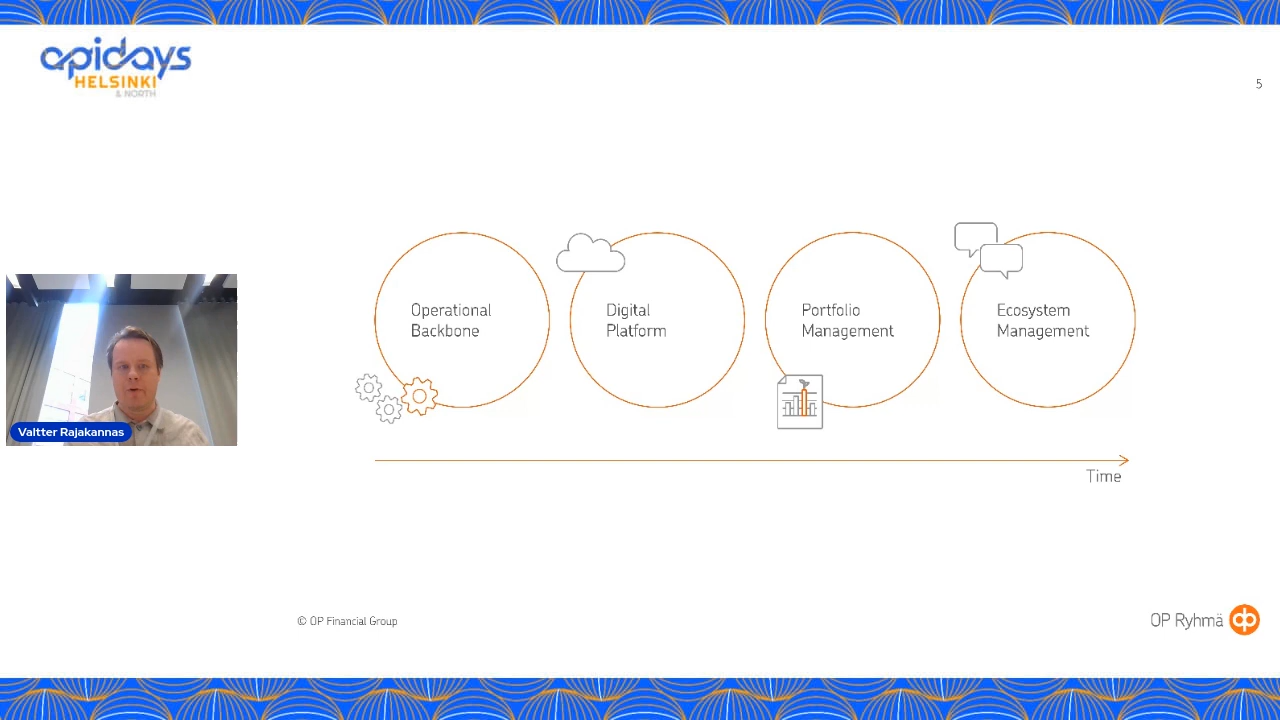 apidays
HELSINKI
& NORTH
5
Operational
Backbone
Digital
Platform
Portfolio
Management
Ecosystem
Management
Time
Valtter Rajakannas
© OP Financial Group
OP Ryhmä